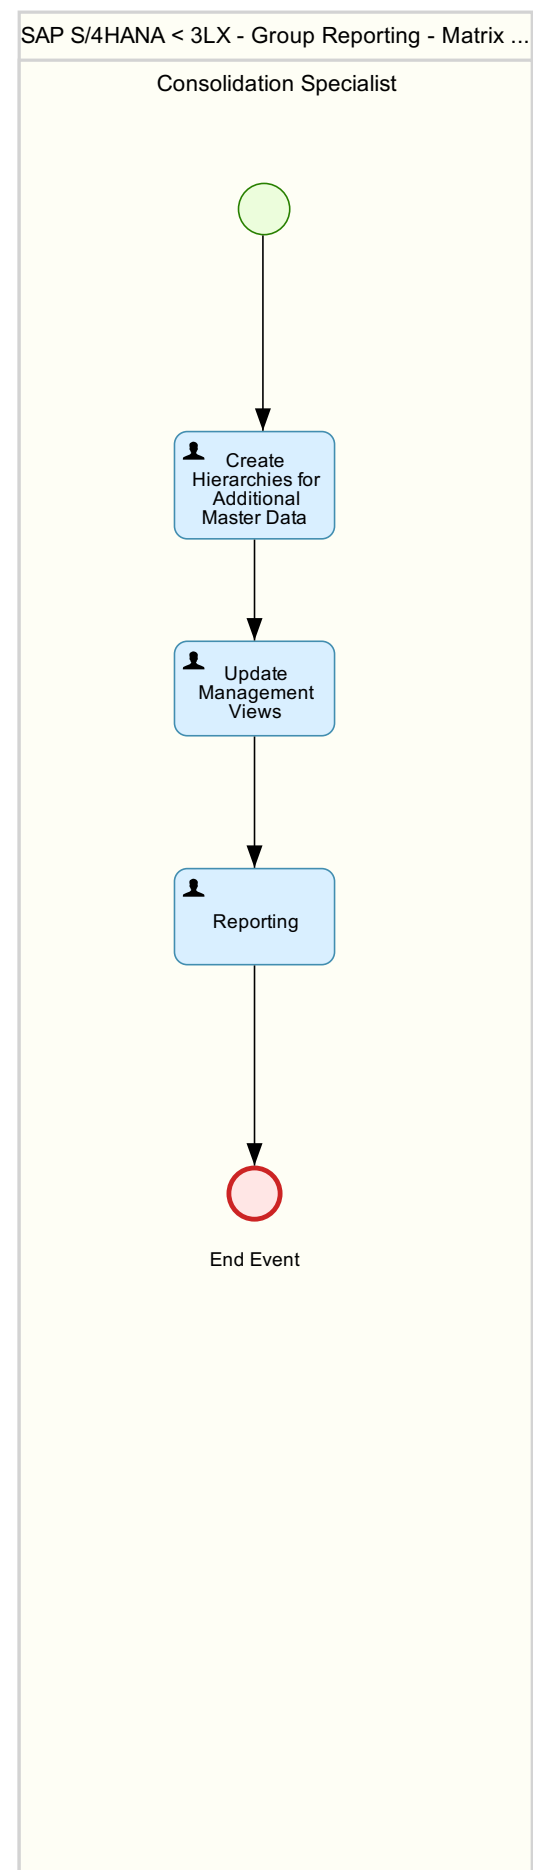 SAP S/4HANA < 3LX - Group Reporting - Matrix ...
Consolidation Specialist
Create
Hierarchies for
Additional
Master Data
Update
Management
Views
Reporting
End Event